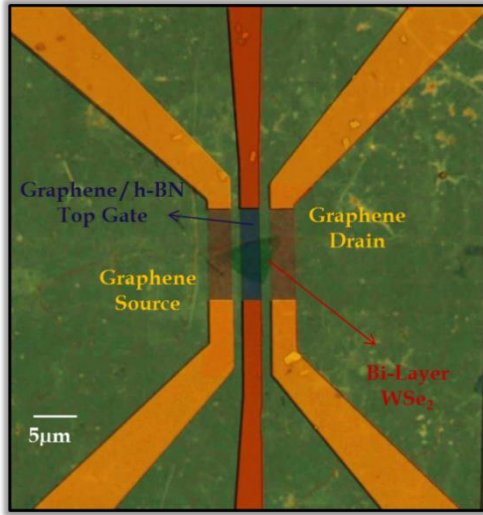 Graphene/h-BN
Top Gate
Graphene
Drain
Graphene
Source
Bi-Layer
WSe₂
5μm